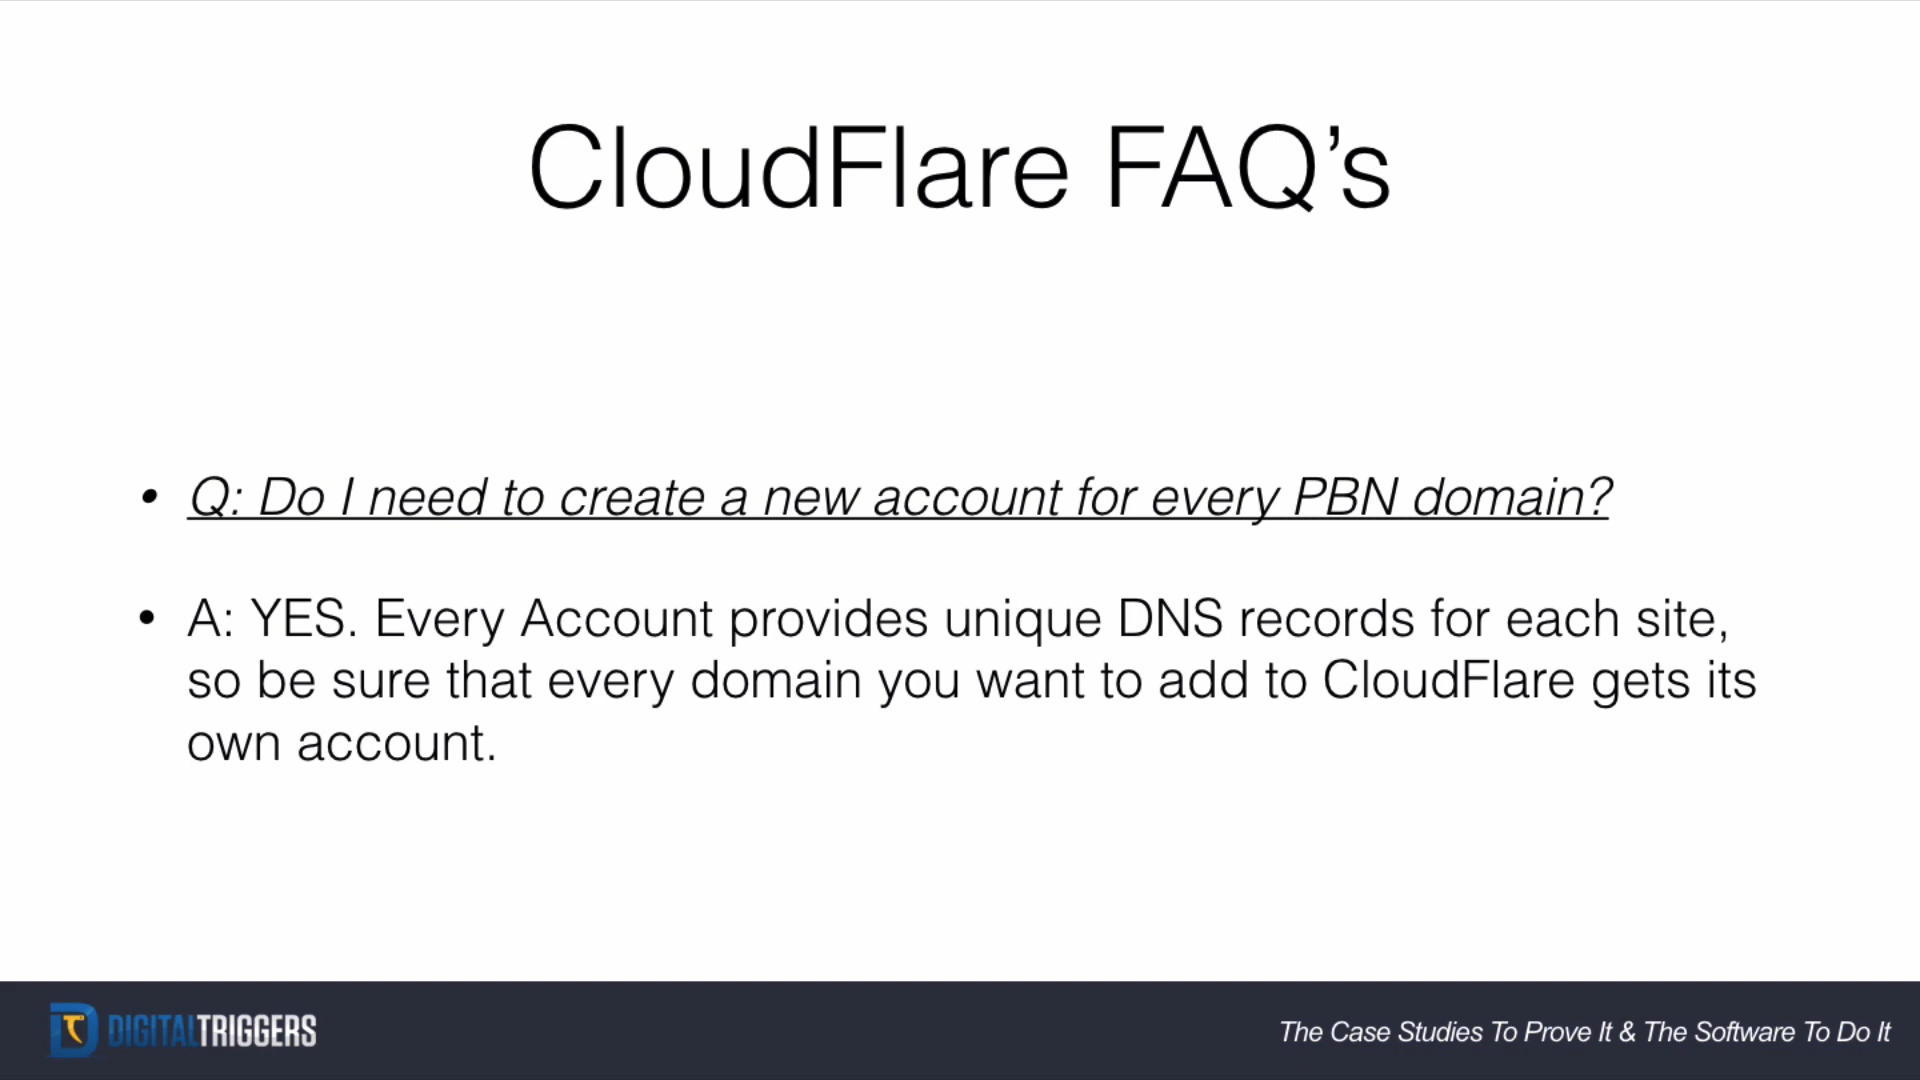 CloudFlare FAQ’s
• Q: Do I need to create a new account for every PBN domain?
• A: YES. Every Account provides unique DNS records for each site,
so be sure that every domain you want to add to CloudFlare gets its
own account.
DIGITALTRIGGERS
The Case Studies To Prove It & The Software To Do It